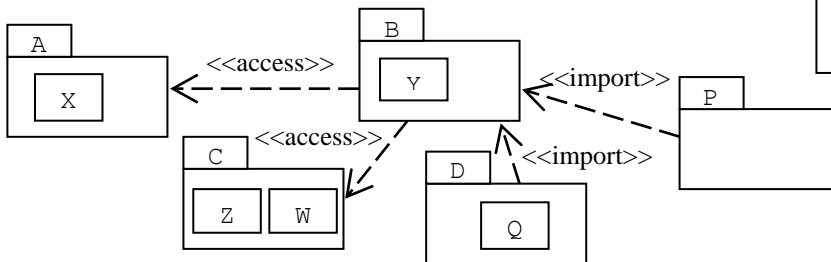 B
A
<<access>>
X
Y
<<import>>
P
<<access>>
C
<<import>>
D
Z W
Q